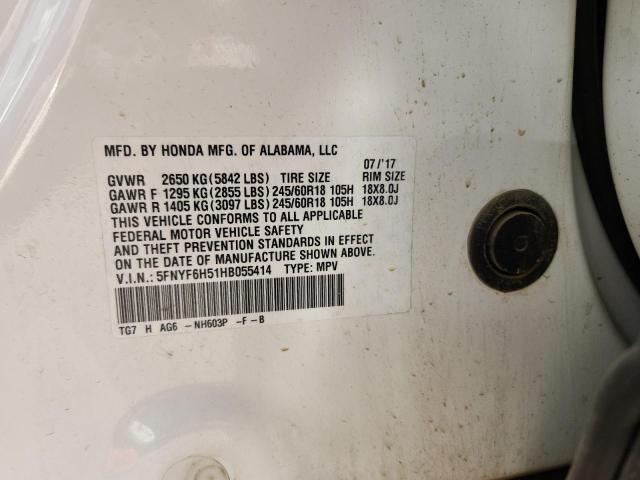 MFD. BY HONDA MFG. OF ALABAMA, LLC
07/'17
GVWR 2650 KG(5842 LBS) TIRE SIZE RIM SIZE
GAWR F 1295 KG(2855 LBS)245/60R18 105H 18X8.0J
GAWR R 1405 KG(3097 LBS)245/60R18 105H 18X8.0J
THIS VEHICLE CONFORMS TO ALL APPLICABLE
FEDERAL MOTOR VEHICLE SAFETY
AND THEFT PREVENTION STANDARDS IN EFFECT
ON THE DATE OF MANUFACTURE SHOWN ABOVE.
V.I.N.: 5FNYF6H51HB055414 TYPE: MPV
TG7 H AG6 -NH603P -F-B